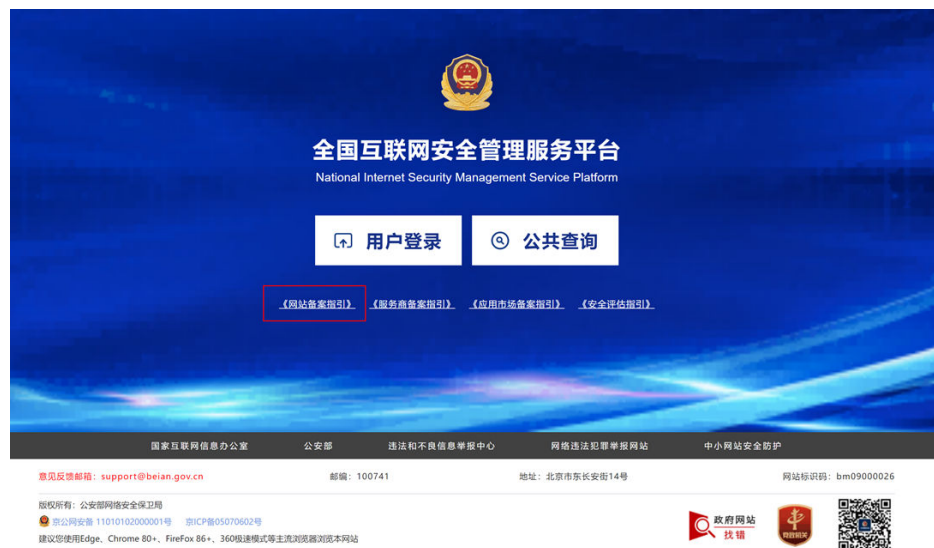 全国互联网安全管理服务平台
National Internet Security Management Service Platform
用户登录 公共查询
《网站备案指引》 《服务商备案指引》 《应用市场备案指引》 《安全评估指引》
国家互联网信息办公室 公安部 违法和不良信息举报中心 网络违法犯罪举报网站 中小网站安全防护
意见反馈邮箱：support@beian.gov.cn 邮编：100741 地址：北京市东长安街14号 网站标识码：bm09000026
版权所有：公安部网络安全保卫局
京公网安备 11010102000001号 京ICP备05070602号
建议您使用Edge、Chrome 80+、FireFox 86+、360极速模式等主流浏览器浏览本网站
政府网站
找错
党政机关